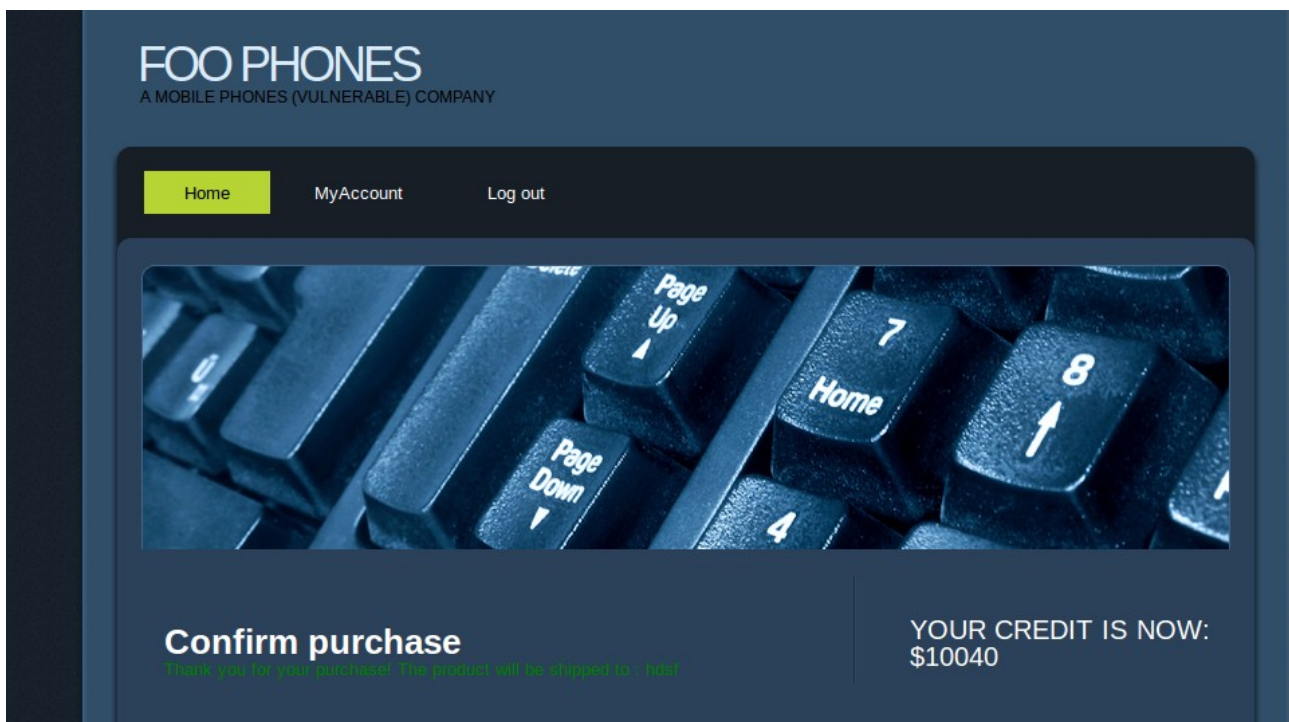 FOO PHONES
A MOBILE PHONES (VULNERABLE) COMPANY
Home
MyAccount
Log out
Delete
Page
Up
7
Home
8
Page
Down
4
Confirm purchase
Thank you for your purchase! The product will be shipped to : hdsf
YOUR CREDIT IS NOW:
$10040